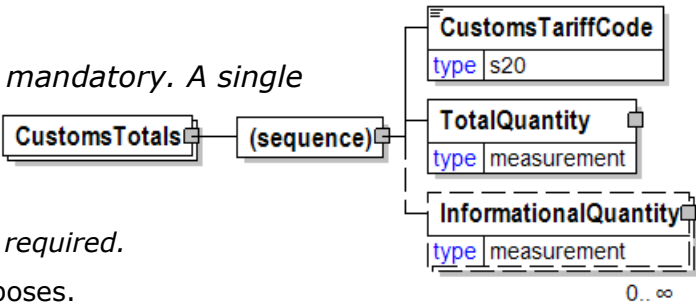 CustomsTariffCode
type s20
mandatory. A single
TotalQuantity
CustomsTotals (sequence)
type measurement
InformationalQuantity
required.
type measurement
poses.
0.. ∞